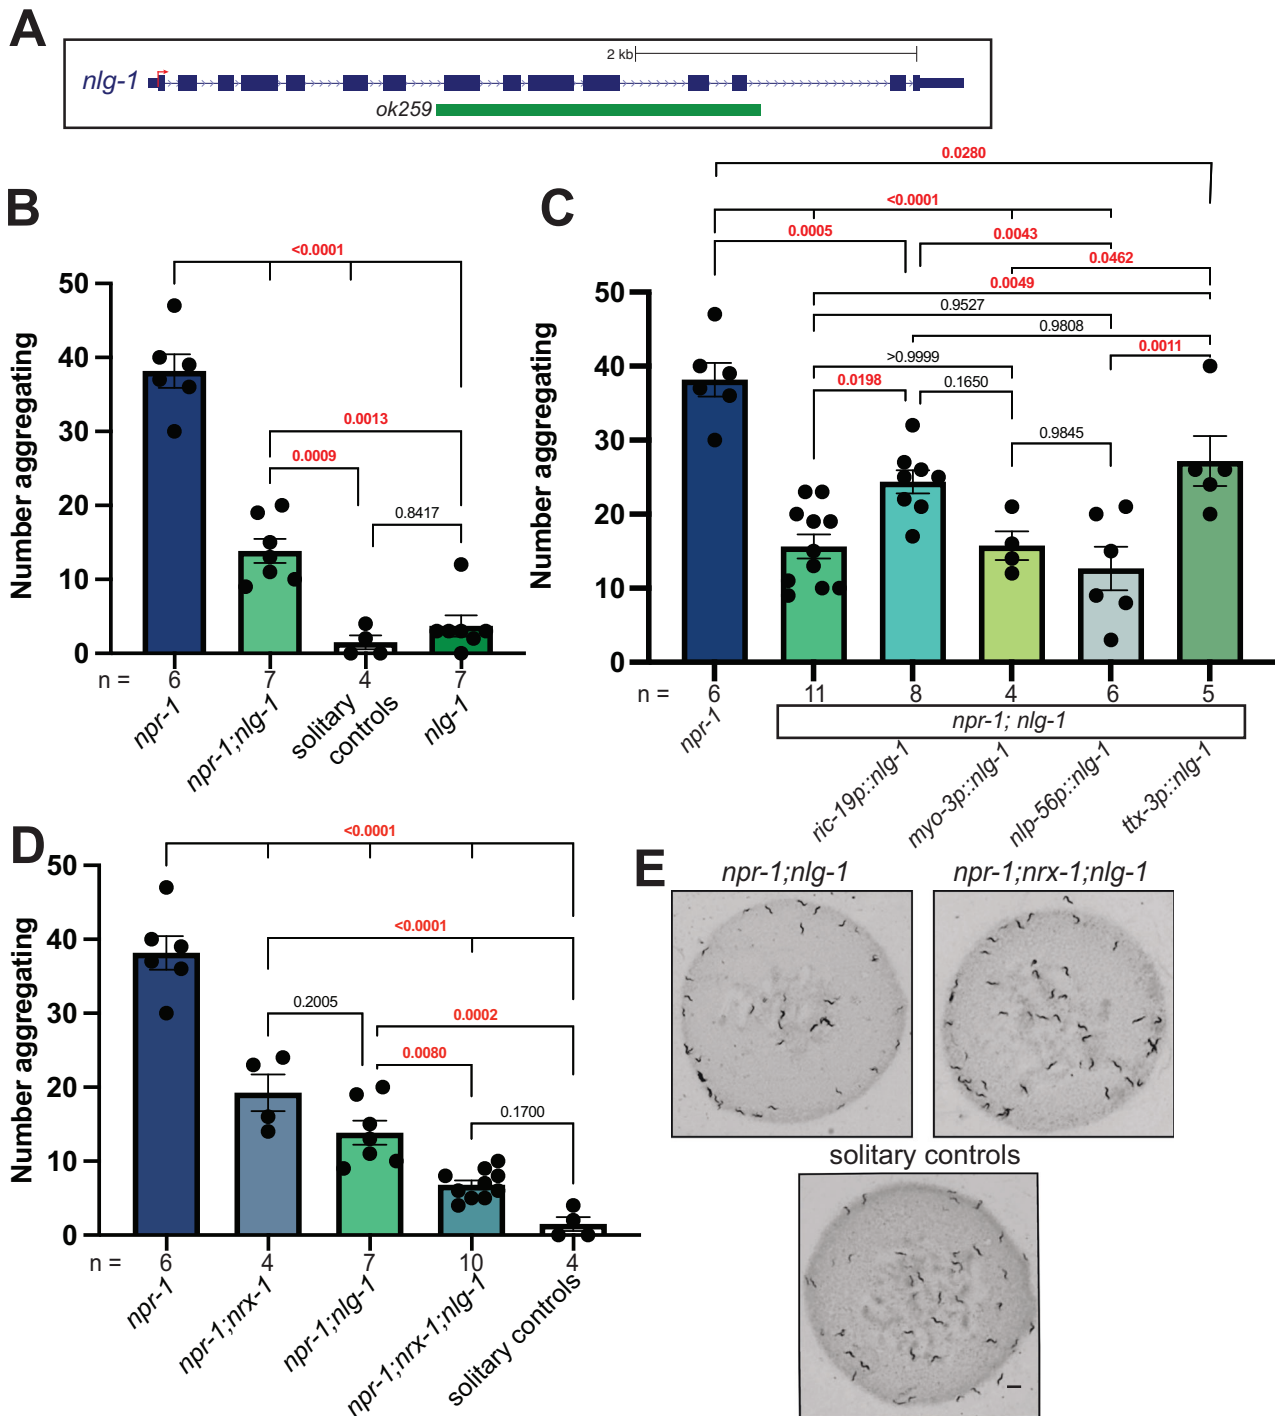 A
2 kb
nlg-1
ok259
B
<0.0001
0.0013
0.0009
0.8417
Number aggregating
50
40
30
20
10
0
n = 6 7 4 7
npr-1
npr-1;nlg-1
solitary
controls
nlg-1
C
0.0280
<0.0001
0.0005
0.0043
0.0462
0.0049
0.9527
0.9808
0.0011
>0.9999
0.0198
0.1650
0.9845
Number aggregating
50
40
30
20
10
0
n = 6 11 8 4 6 5
npr-1
npr-1; nlg-1
ric-19p::nlg-1
myo-3p::nlg-1
nlp-56p::nlg-1
ttx-3p::nlg-1
D
<0.0001
<0.0001
0.2005
0.0002
0.0080
0.1700
Number aggregating
50
40
30
20
10
0
n = 6 4 7 10 4
npr-1
npr-1;nrx-1
npr-1;nlg-1
npr-1;nrx-1;nlg-1
solitary controls
E
npr-1;nlg-1
npr-1;nrx-1;nlg-1
solitary controls